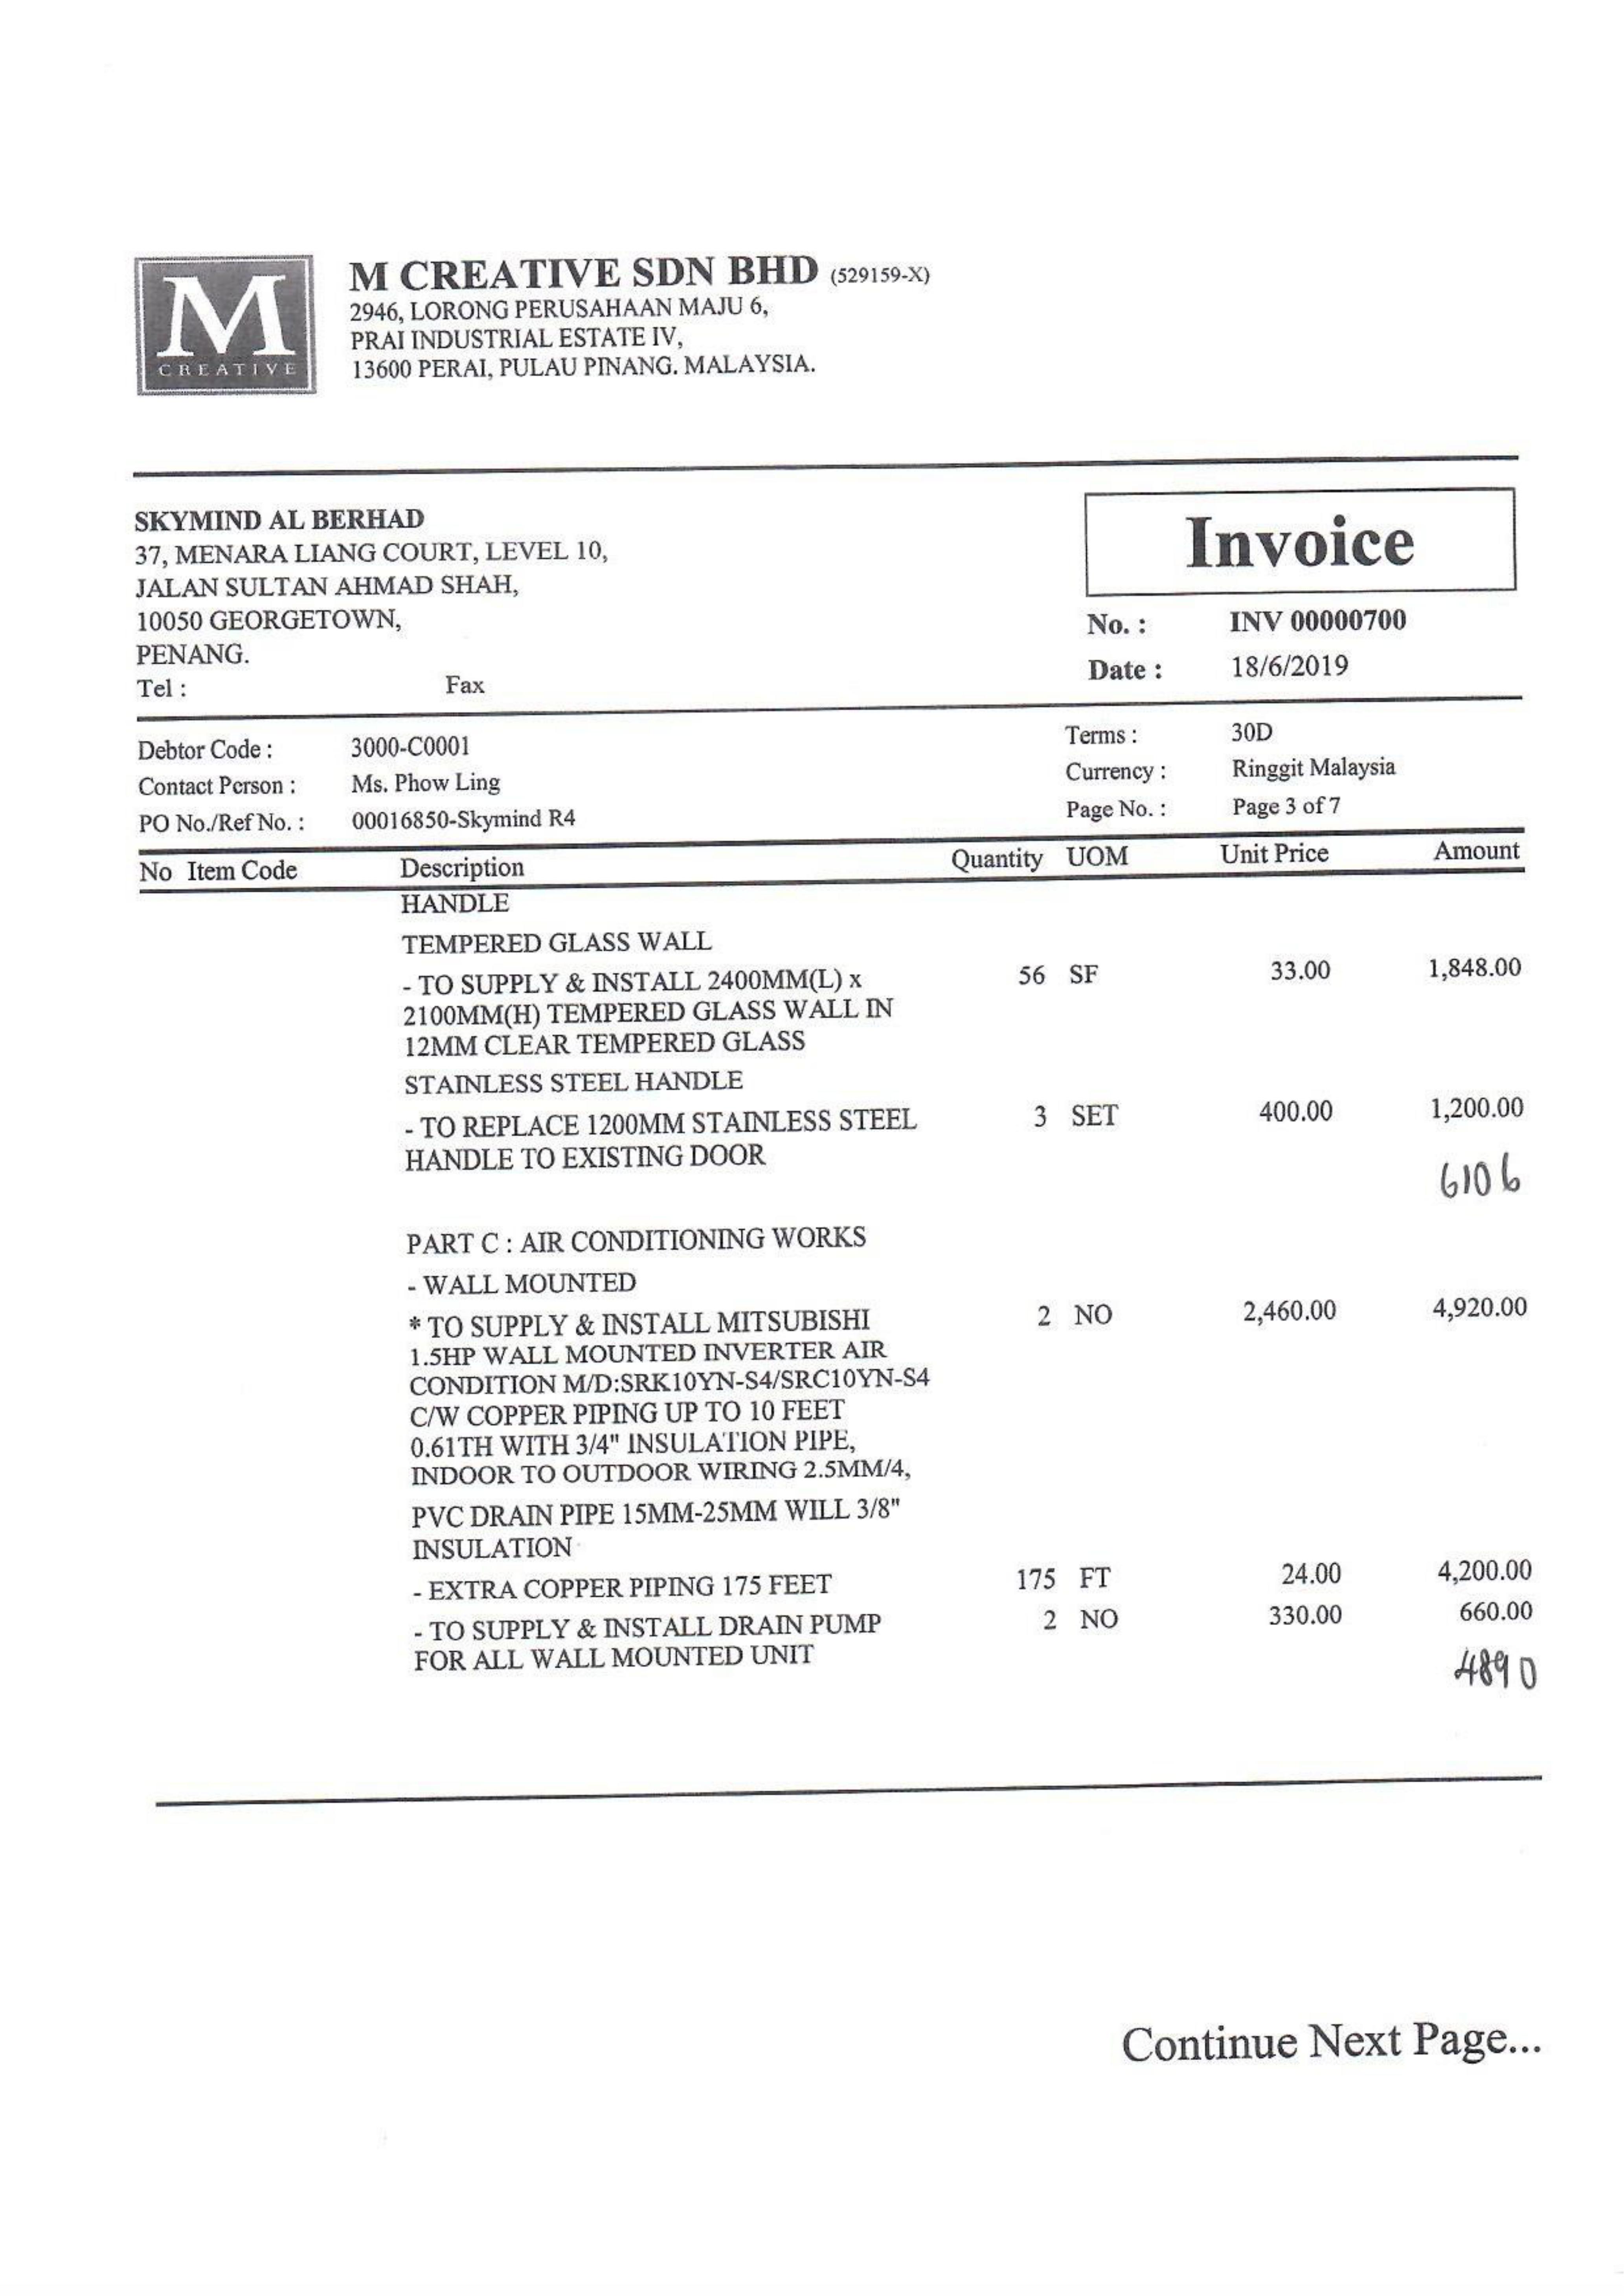 M
CREATIVE
M CREATIVE SDN BHD (529159-X)
2946, LORONG PERUSAHAAN MAJU 6,
PRAI INDUSTRIAL ESTATE IV,
13600 PERAI, PULAU PINANG. MALAYSIA.
SKYMIND AL BERHAD
37, MENARA LIANG COURT, LEVEL 10,
JALAN SULTAN AHMAD SHAH,
10050 GEORGETOWN,
PENANG.
Tel : Fax
Invoice
No. : INV 00000700
Date : 18/6/2019
Debtor Code : 3000-C0001
Contact Person : Ms. Phow Ling
PO No./Ref No. : 00016850-Skymind R4
Terms : 30D
Currency : Ringgit Malaysia
Page No. : Page 3 of 7
No Item Code Description Quantity UOM Unit Price Amount
HANDLE
TEMPERED GLASS WALL
- TO SUPPLY & INSTALL 2400MM(L) x 56 SF 33.00 1,848.00
2100MM(H) TEMPERED GLASS WALL IN
12MM CLEAR TEMPERED GLASS
STAINLESS STEEL HANDLE
- TO REPLACE 1200MM STAINLESS STEEL 3 SET 400.00 1,200.00
HANDLE TO EXISTING DOOR
6106
PART C : AIR CONDITIONING WORKS
- WALL MOUNTED
* TO SUPPLY & INSTALL MITSUBISHI 2 NO 2,460.00 4,920.00
1.5HP WALL MOUNTED INVERTER AIR
CONDITION M/D:SRK10YN-S4/SRC10YN-S4
C/W COPPER PIPING UP TO 10 FEET
0.61TH WITH 3/4" INSULATION PIPE,
INDOOR TO OUTDOOR WIRING 2.5MM/4,
PVC DRAIN PIPE 15MM-25MM WILL 3/8"
INSULATION
- EXTRA COPPER PIPING 175 FEET 175 FT 24.00 4,200.00
- TO SUPPLY & INSTALL DRAIN PUMP 2 NO 330.00 660.00
FOR ALL WALL MOUNTED UNIT
4890
Continue Next Page...